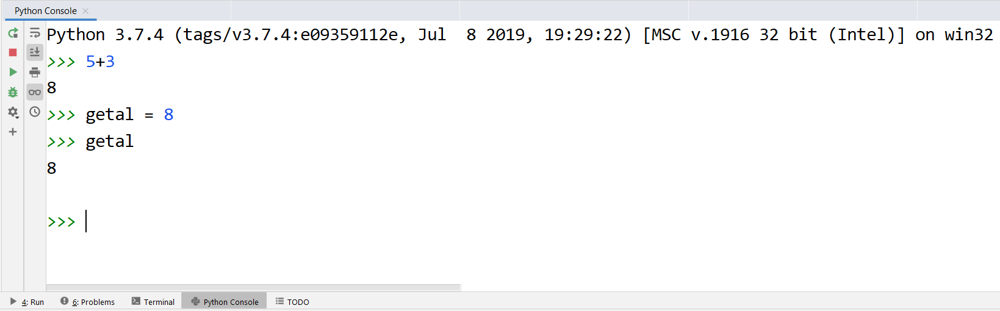 Python Console
Python 3.7.4 (tags/v3.7.4:e09359112e, Jul  8 2019, 19:29:22) [MSC v.1916 32 bit (Intel)] on win32
>>> 5+3
8
>>> getal = 8
>>> getal
8
>>>
4: Run 6: Problems Terminal Python Console TODO